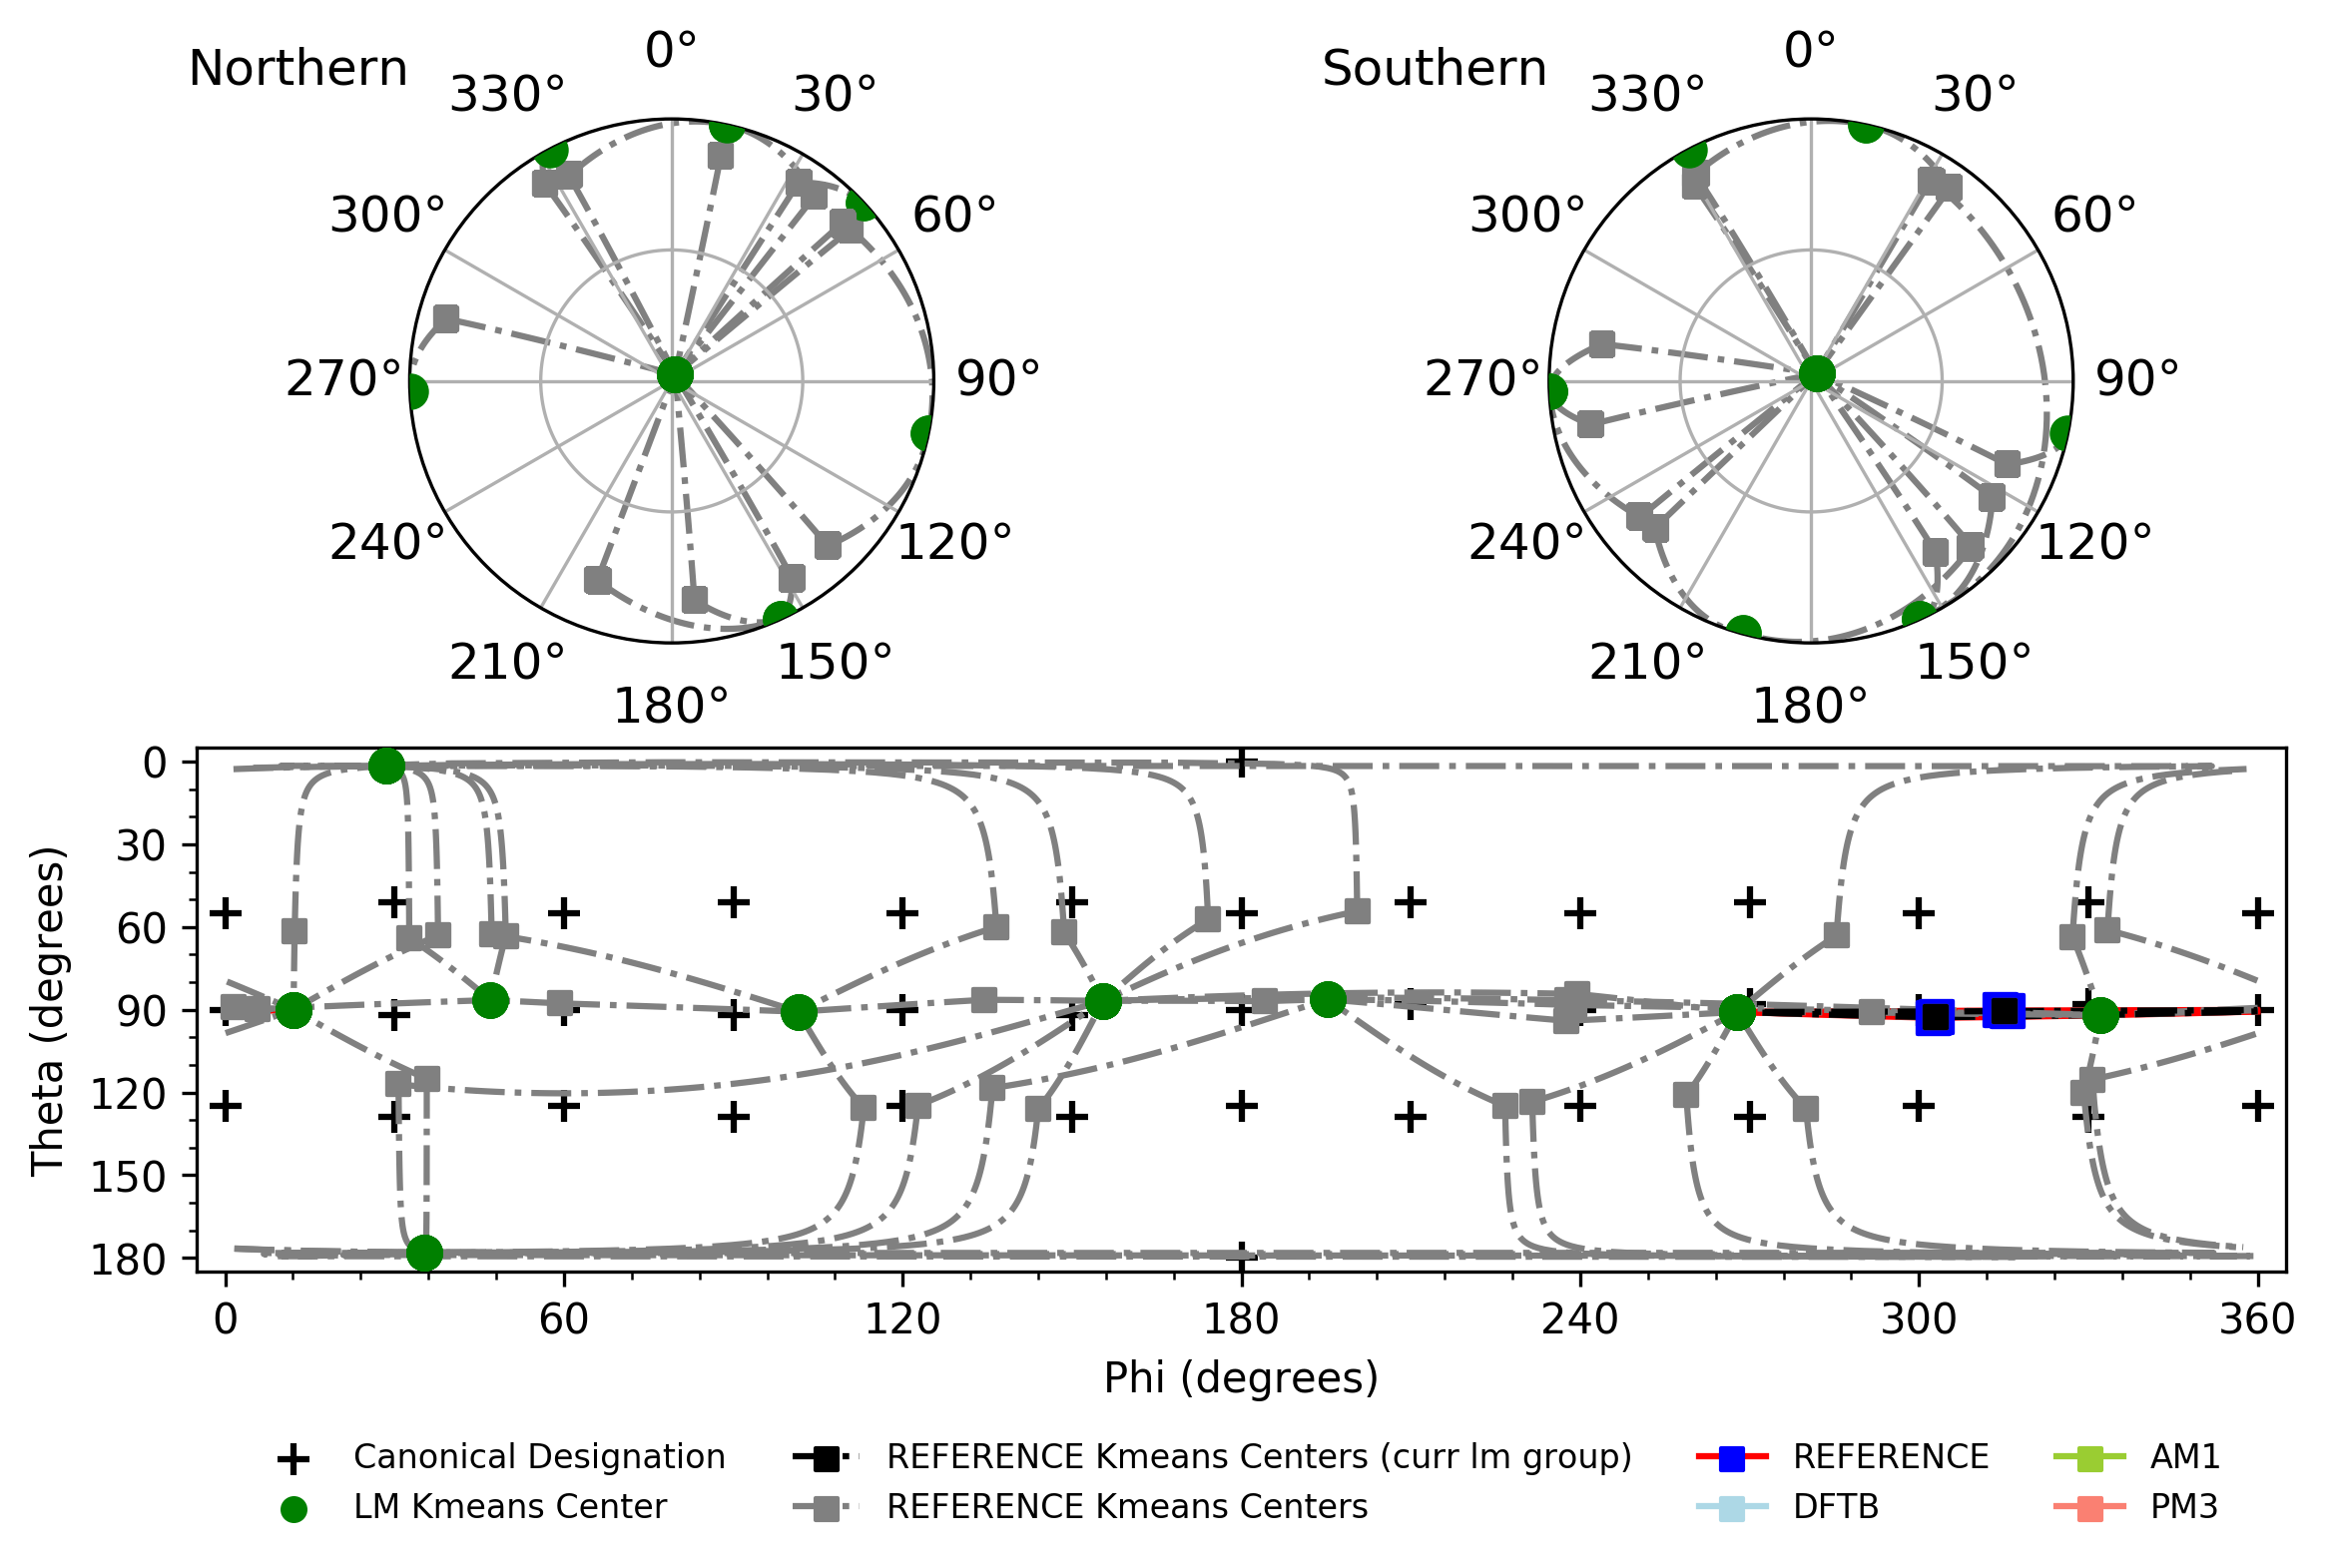 Northern
0°
30°
60°
90°
120°
150°
180°
210°
240°
270°
300°
330°
Southern
0°
30°
60°
90°
120°
150°
180°
210°
240°
270°
300°
330°
Theta (degrees)
0
30
60
90
120
150
180
0 60 120 180 240 300 360
Phi (degrees)
Canonical Designation
LM Kmeans Center
REFERENCE Kmeans Centers (curr lm group)
REFERENCE Kmeans Centers
REFERENCE
DFTB
AM1
PM3